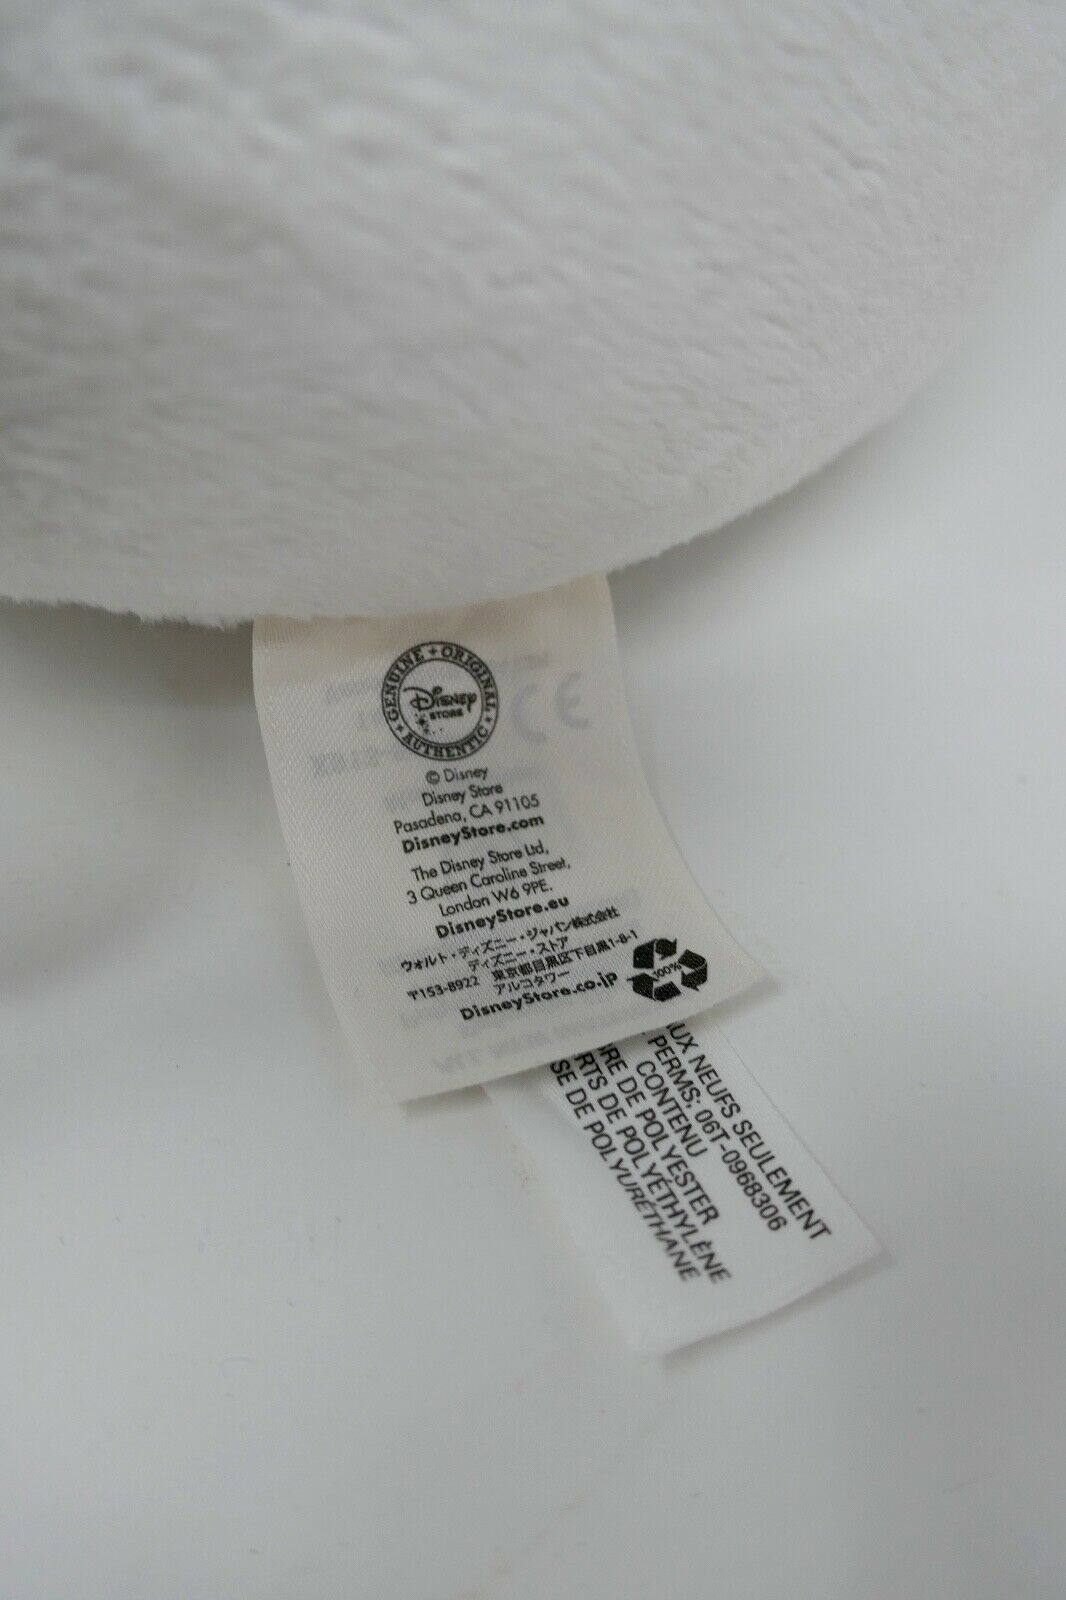 GENUINE + ORIGINAL
Disney
STORE
AUTHENTIC
© Disney
Disney Store
Pasadena, CA 91105
DisneyStore.com
The Disney Store Ltd,
3 Queen Caroline Street,
London W6 9PE.
DisneyStore.eu
ウォルト・ディズニー・ジャパン株式会社
ディズニー・ストア
〒153-8922 東京都目黒区下目黒1-8-1
アルコタワー
DisneyStore.co.jp
100%
NEUFS SEULEMENT
PERMS: 06T-0968306
CONTENU
DE POLYESTER
DE POLYÉTHYLÈNE
DE POLYURÉTHANE